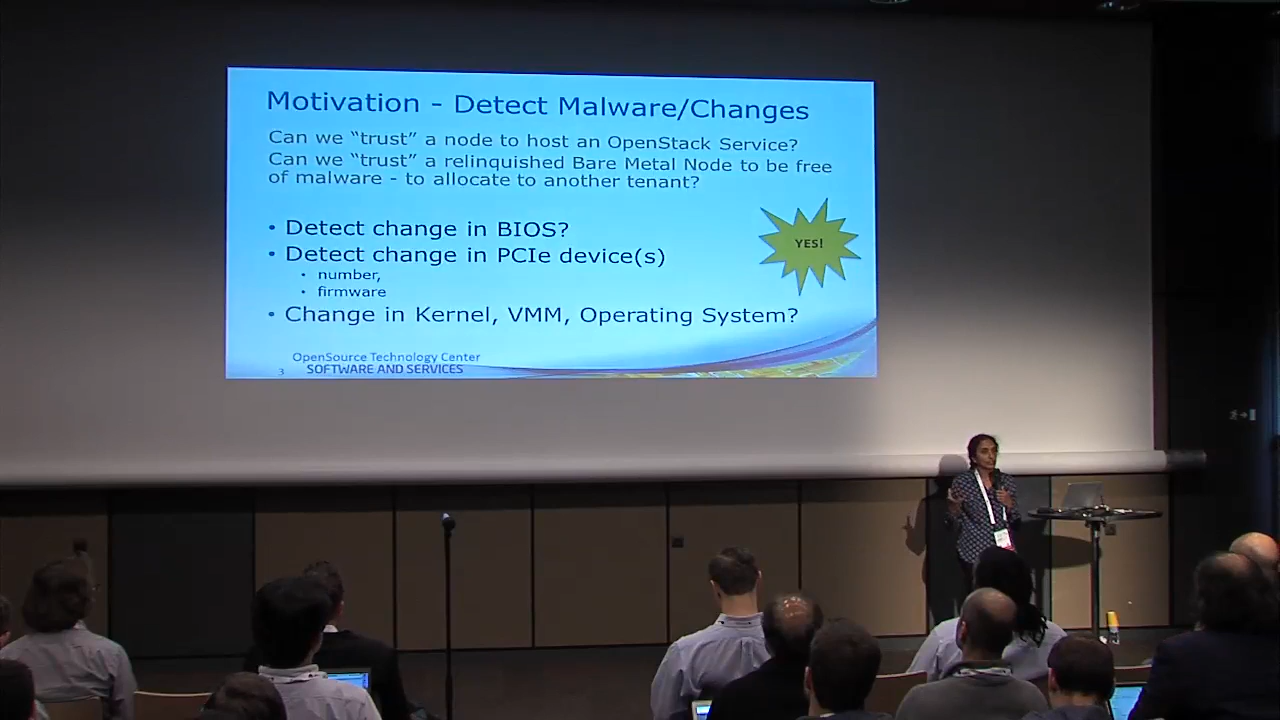 Motivation - Detect Malware/Changes
Can we “trust” a node to host an OpenStack Service?
Can we “trust” a relinquished Bare Metal Node to be free
of malware - to allocate to another tenant?
• Detect change in BIOS?
• Detect change in PCIe device(s)
• number,
• firmware
• Change in Kernel, VMM, Operating System?
YES!
OpenSource Technology Center
3 SOFTWARE AND SERVICES